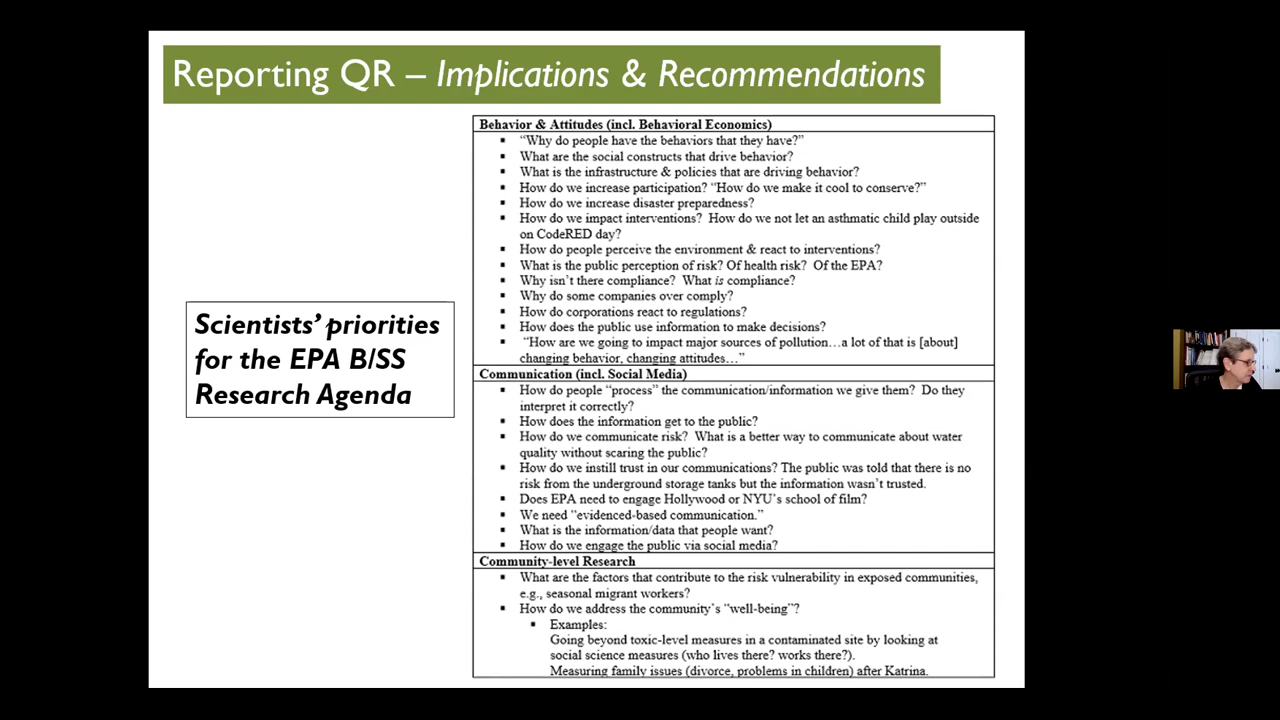 Reporting QR – Implications & Recommendations
Scientists’ priorities
for the EPA B/SS
Research Agenda
Behavior & Attitudes (incl. Behavioral Economics)
▪ “Why do people have the behaviors that they have?”
▪ What are the social constructs that drive behavior?
▪ What is the infrastructure & policies that are driving behavior?
▪ How do we increase participation? “How do we make it cool to conserve?”
▪ How do we increase disaster preparedness?
▪ How do we impact interventions? How do we not let an asthmatic child play outside
on CodeRED day?
▪ How do people perceive the environment & react to interventions?
▪ What is the public perception of risk? Of health risk? Of the EPA?
▪ Why isn’t there compliance? What is compliance?
▪ Why do some companies over comply?
▪ How do corporations react to regulations?
▪ How does the public use information to make decisions?
▪ “How are we going to impact major sources of pollution…a lot of that is [about]
changing behavior, changing attitudes…”
Communication (incl. Social Media)
▪ How do people “process” the communication/information we give them? Do they
interpret it correctly?
▪ How does the information get to the public?
▪ How do we communicate risk? What is a better way to communicate about water
quality without scaring the public?
▪ How do we instill trust in our communications? The public was told that there is no
risk from the underground storage tanks but the information wasn’t trusted.
▪ Does EPA need to engage Hollywood or NYU’s school of film?
▪ We need “evidenced-based communication.”
▪ What is the information/data that people want?
▪ How do we engage the public via social media?
Community-level Research
▪ What are the factors that contribute to the risk vulnerability in exposed communities,
e.g., seasonal migrant workers?
▪ How do we address the community’s “well-being”?
▪ Examples:
Going beyond toxic-level measures in a contaminated site by looking at
social science measures (who lives there? works there?).
Measuring family issues (divorce, problems in children) after Katrina.